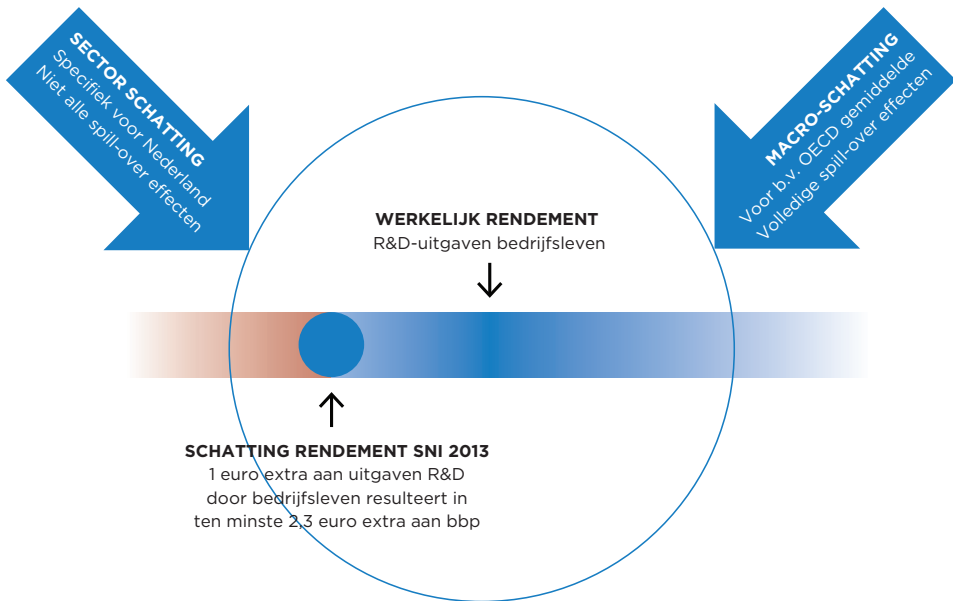 SECTOR SCHATTING
Specifiek voor Nederland
Niet alle spill-over effecten
MACRO-SCHATTING
Voor b.v. OECD gemiddelde
Volledige spill-over effecten
WERKELIJK RENDEMENT
R&D-uitgaven bedrijfsleven
SCHATTING RENDEMENT SNI 2013
1 euro extra aan uitgaven R&D
door bedrijfsleven resulteert in
ten minste 2,3 euro extra aan bbp